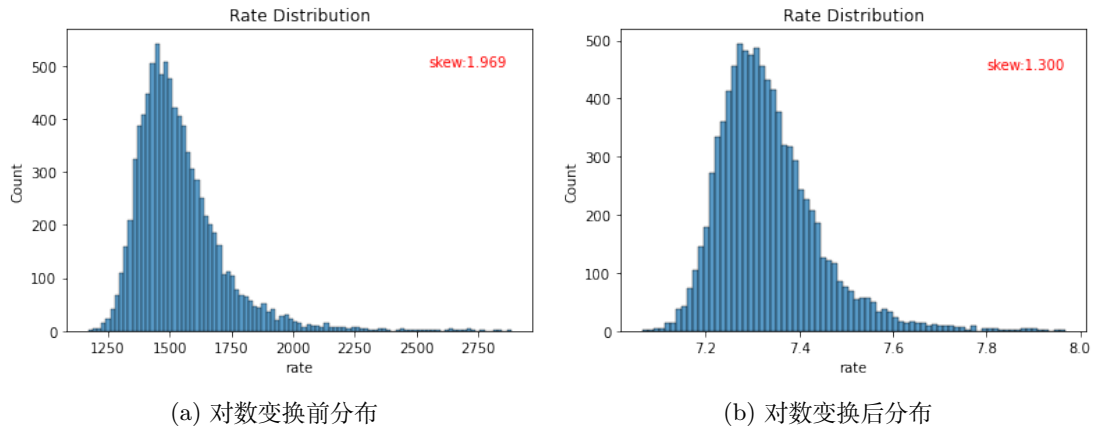 Rate Distribution
skew:1.969
Count
500
400
300
200
100
0
1250 1500 1750 2000 2250 2500 2750
rate
(a) 对数变换前分布
Rate Distribution
skew:1.300
Count
500
400
300
200
100
0
7.2 7.4 7.6 7.8 8.0
rate
(b) 对数变换后分布